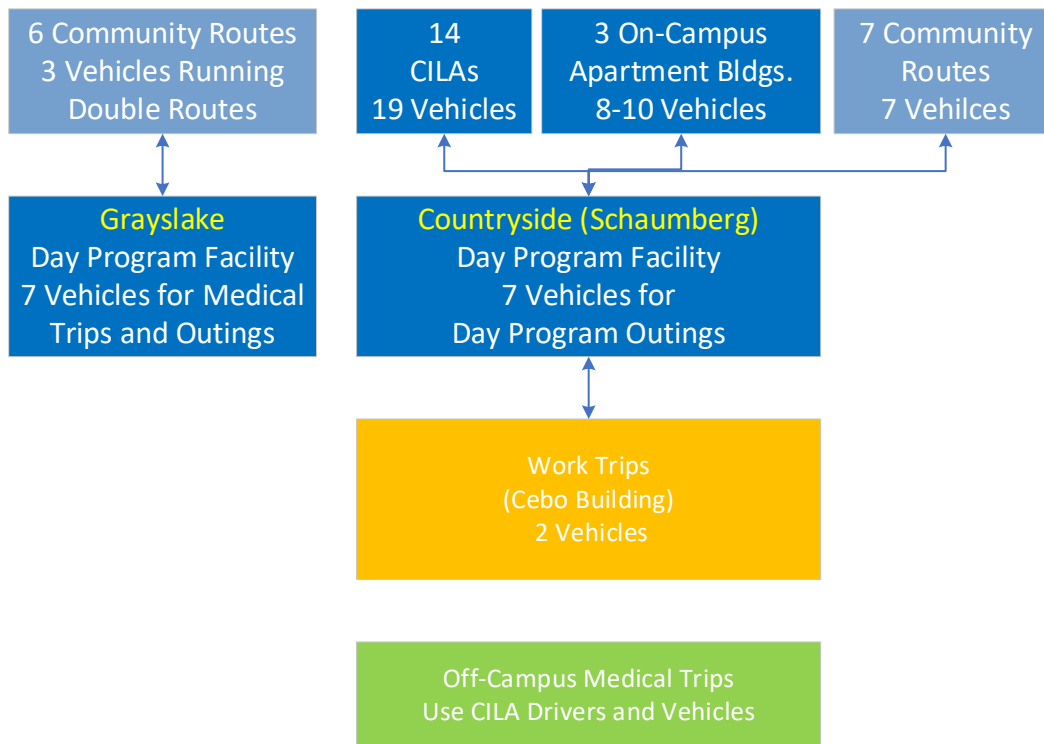 6 Community Routes
3 Vehicles Running
Double Routes
14
CILAs
19 Vehicles
3 On-Campus
Apartment Bldgs.
8-10 Vehicles
7 Community
Routes
7 Vehilces
Grayslake
Day Program Facility
7 Vehicles for Medical
Trips and Outings
Countryside (Schaumberg)
Day Program Facility
7 Vehicles for
Day Program Outings
Work Trips
(Cebo Building)
2 Vehicles
Off-Campus Medical Trips
Use CILA Drivers and Vehicles